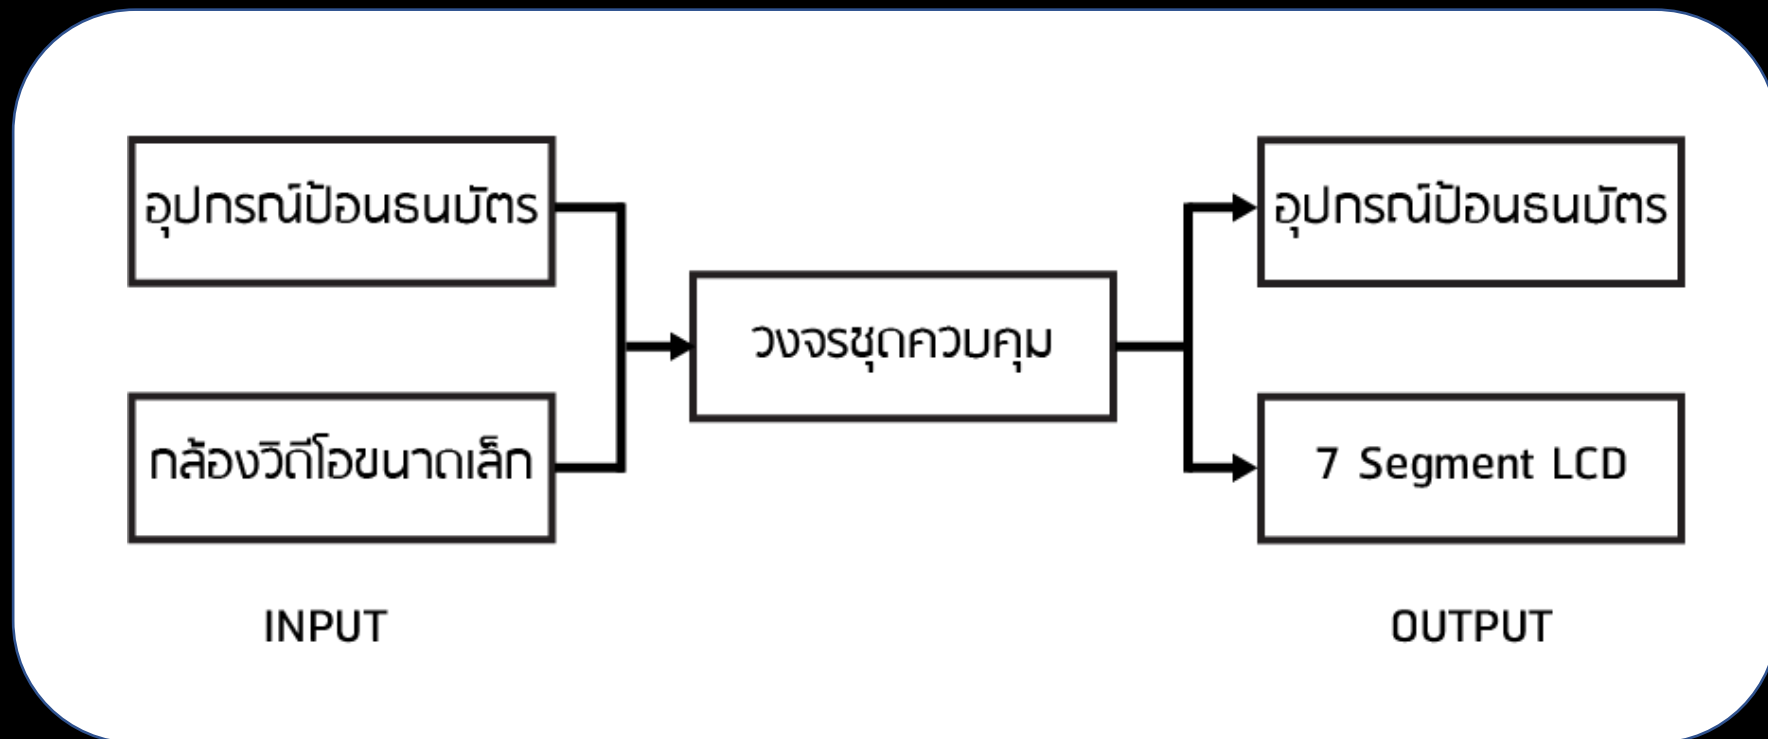 อุปกรณ์ป้อนธนบัตร
กล้องวิดีโอขนาดเล็ก
INPUT
วงจรชุดควบคุม
อุปกรณ์ป้อนธนบัตร
7 Segment LCD
OUTPUT